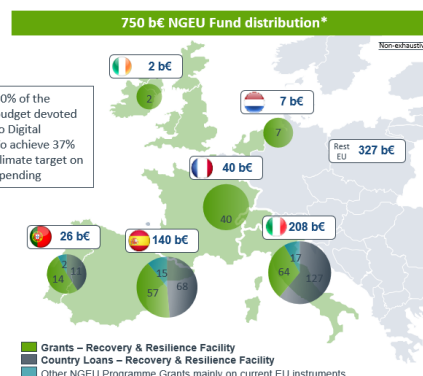 750 b€ NGEU Fund distribution*
Non-exhaustiv
2 b€
2
0% of the
udget devoted
o Digital
o achieve 37%
limate target on
pending
7 b€
7
Rest
EU
327 b€
40 b€
40
26 b€
140 b€
208 b€
2
11
14
15
68
57
17
64
127
Grants – Recovery & Resilience Facility
Country Loans – Recovery & Resilience Facility
Other NGEU Programme Grants mainly on current EU instruments